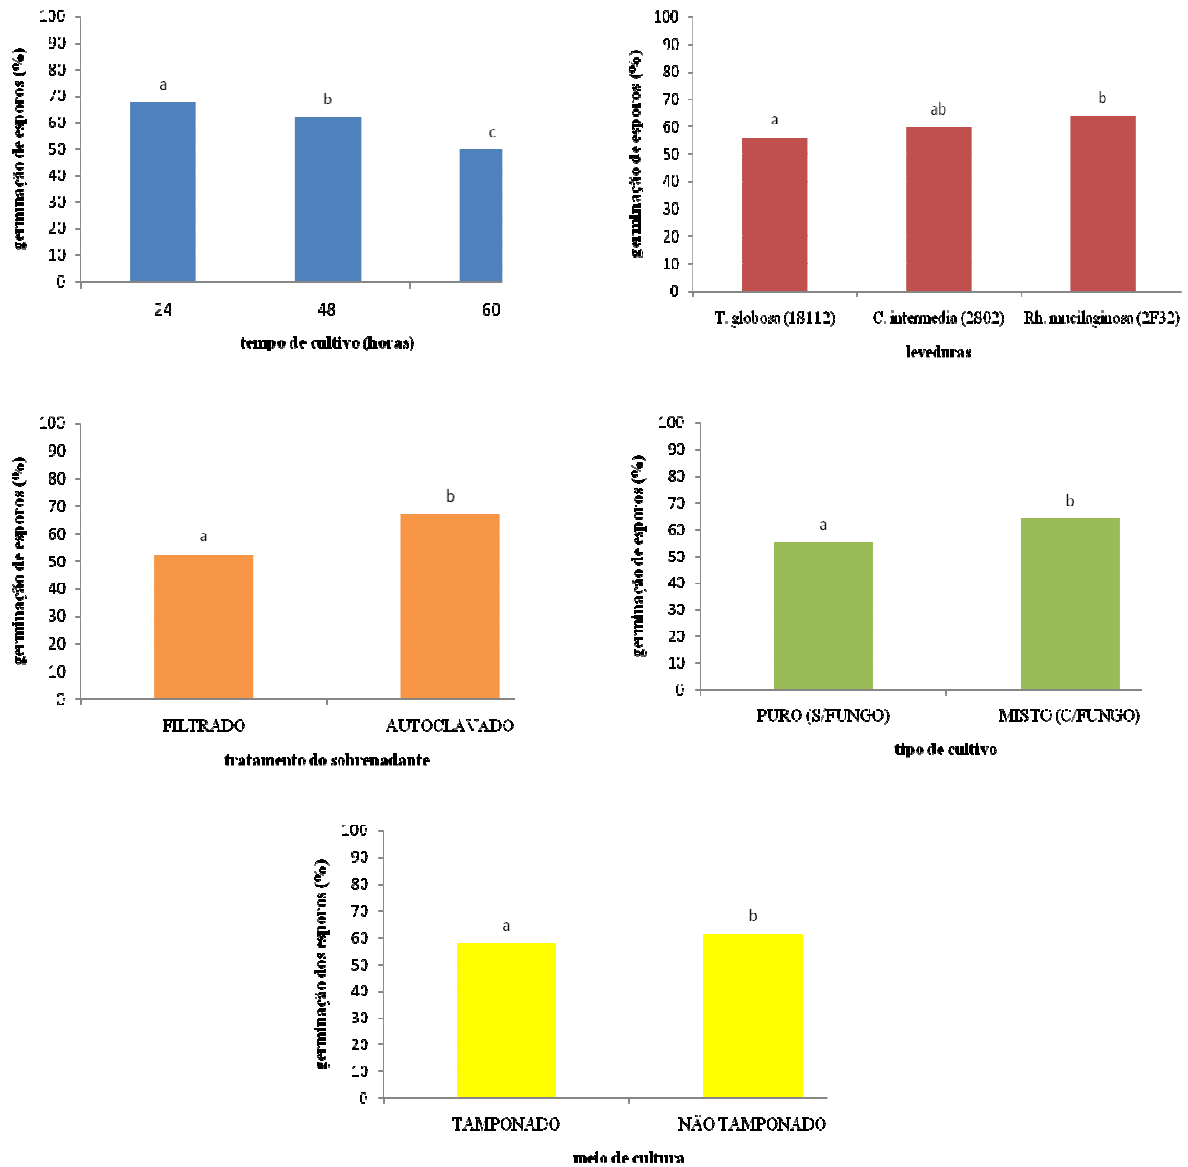 100
90
80
70
60
50
40
30
20
10
0
germinação de esporos (%)
a
b
c
24 48 60
tempo de cultivo (horas)
100
90
80
70
60
50
40
30
20
10
0
germinação de esporos (%)
a
ab
b
T. globosa (18112) C. intermedia (2802) Rh. mucilaginosa (2F32)
leveduras
100
90
80
70
60
50
40
30
20
10
0
germinação de esporos (%)
a
b
FILTRADO AUTOCLAVADO
tratamento do sobrenadante
100
90
80
70
60
50
40
30
20
10
0
germinação de esporos (%)
a
b
PURO (S/FUNGO) MISTO (C/FUNGO)
tipo de cultivo
100
90
80
70
60
50
40
30
20
10
0
germinação dos esporos (%)
a
b
TAMPONADO NÃO TAMPONADO
meio de cultura